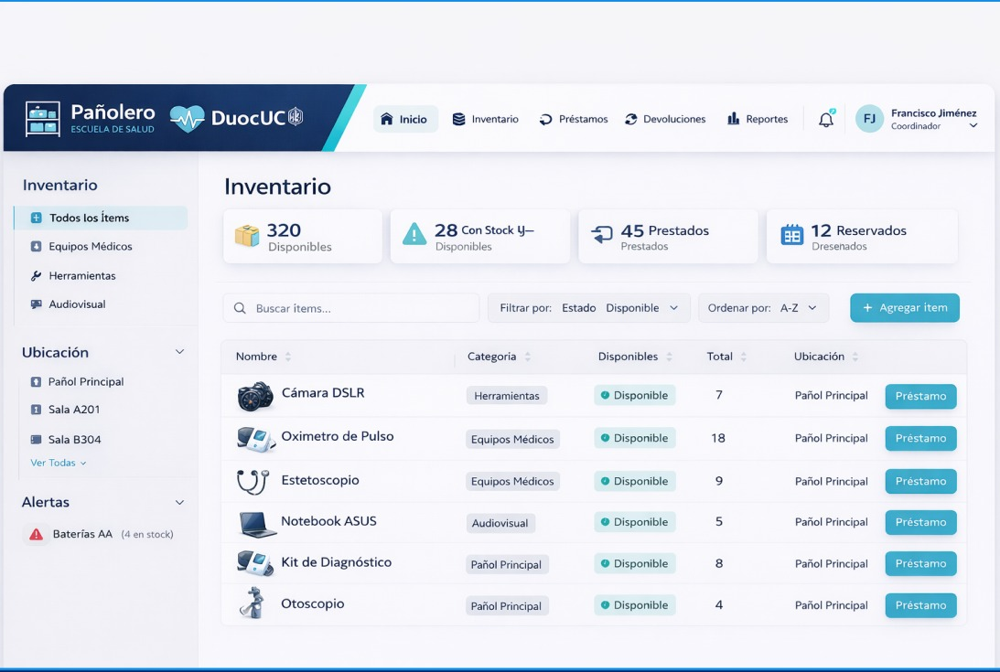 Pañolero
ESCUELA DE SALUD
DuocUC
Inicio
Inventario
Préstamos
Devoluciones
Reportes
FJ
Francisco Jiménez
Coordinador
Inventario
Todos los Ítems
Equipos Médicos
Herramientas
Audiovisual
Ubicación
Pañol Principal
Sala A201
Sala B304
Ver Todas
Alertas
Baterías AA (4 en stock)
Inventario
320
Disponibles
28 Con Stock y—
Disponibles
45 Prestados
Prestados
12 Reservados
Dresenados
Buscar ítems...
Filtrar por: Estado Disponible
Ordenar por: A-Z
+ Agregar ítem
Nombre Categoria Disponibles Total Ubicación
Cámara DSLR Herramientas Disponible 7 Pañol Principal Préstamo
Oximetro de Pulso Equipos Médicos Disponible 18 Pañol Principal Préstamo
Estetoscopio Equipos Médicos Disponible 9 Pañol Principal Préstamo
Notebook ASUS Audiovisual Disponible 5 Pañol Principal Préstamo
Kit de Diagnóstico Pañol Principal Disponible 8 Pañol Principal Préstamo
Otoscopio Pañol Principal Disponible 4 Pañol Principal Préstamo